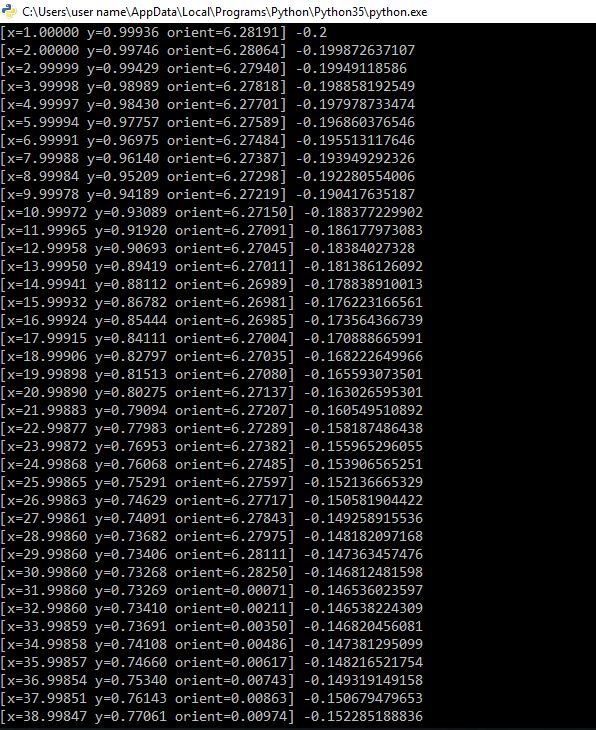 C:\Users\user name\AppData\Local\Programs\Python\Python35\python.exe
[x=1.00000 y=0.99936 orient=6.28191] -0.2
[x=2.00000 y=0.99746 orient=6.28064] -0.199872637107
[x=2.99999 y=0.99429 orient=6.27940] -0.19949118586
[x=3.99998 y=0.98989 orient=6.27818] -0.198858192549
[x=4.99997 y=0.98430 orient=6.27701] -0.197978733474
[x=5.99994 y=0.97757 orient=6.27589] -0.196860376546
[x=6.99991 y=0.96975 orient=6.27484] -0.195513117646
[x=7.99988 y=0.96140 orient=6.27387] -0.193949292326
[x=8.99984 y=0.95209 orient=6.27298] -0.192280554006
[x=9.99978 y=0.94189 orient=6.27219] -0.190417635187
[x=10.99972 y=0.93089 orient=6.27150] -0.188377229902
[x=11.99965 y=0.91920 orient=6.27091] -0.186177973083
[x=12.99958 y=0.90693 orient=6.27045] -0.18384027328
[x=13.99950 y=0.89419 orient=6.27011] -0.181386126092
[x=14.99941 y=0.88112 orient=6.26989] -0.178838910013
[x=15.99932 y=0.86782 orient=6.26981] -0.176223166561
[x=16.99924 y=0.85444 orient=6.26985] -0.173564366739
[x=17.99915 y=0.84111 orient=6.27004] -0.170888665991
[x=18.99906 y=0.82797 orient=6.27035] -0.168222649966
[x=19.99898 y=0.81513 orient=6.27080] -0.165593073501
[x=20.99890 y=0.80275 orient=6.27137] -0.163026595301
[x=21.99883 y=0.79094 orient=6.27207] -0.160549510892
[x=22.99877 y=0.77983 orient=6.27289] -0.158187486438
[x=23.99872 y=0.76953 orient=6.27382] -0.155965296055
[x=24.99868 y=0.76068 orient=6.27485] -0.153906565251
[x=25.99865 y=0.75291 orient=6.27597] -0.152136665329
[x=26.99863 y=0.74629 orient=6.27717] -0.150581904422
[x=27.99861 y=0.74091 orient=6.27843] -0.149258915536
[x=28.99860 y=0.73682 orient=6.27975] -0.148182097168
[x=29.99860 y=0.73406 orient=6.28111] -0.147363457476
[x=30.99860 y=0.73268 orient=6.28250] -0.146812481598
[x=31.99860 y=0.73269 orient=0.00071] -0.146536023597
[x=32.99860 y=0.73410 orient=0.00211] -0.146538224309
[x=33.99859 y=0.73691 orient=0.00350] -0.146820456081
[x=34.99858 y=0.74108 orient=0.00486] -0.147381295099
[x=35.99857 y=0.74660 orient=0.00617] -0.148216521754
[x=36.99854 y=0.75340 orient=0.00743] -0.149319149158
[x=37.99851 y=0.76143 orient=0.00863] -0.150679479653
[x=38.99847 y=0.77061 orient=0.00974] -0.152285188836